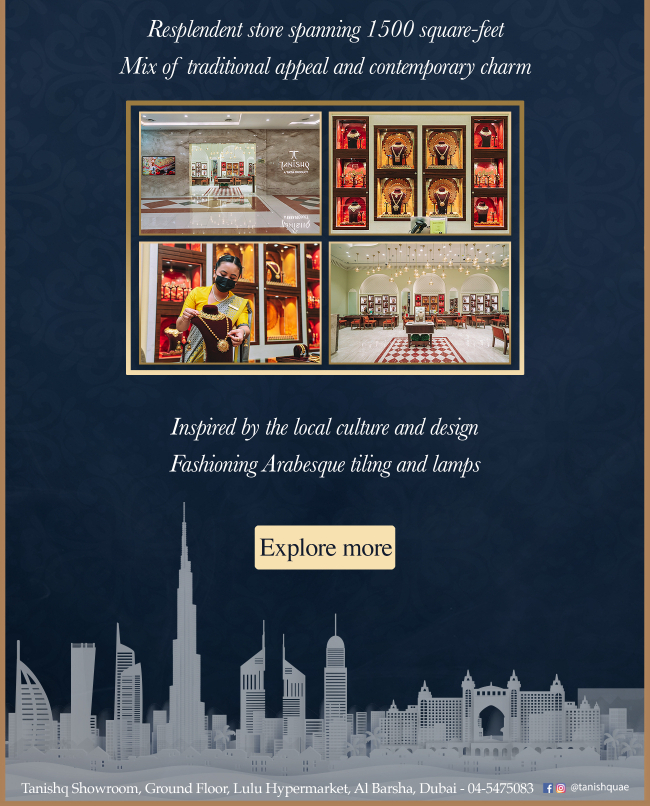 Resplendent store spanning 1500 square-feet
Mix of traditional appeal and contemporary charm
TANISHQ
A TATA PRODUCT
Inspired by the local culture and design
Fashioning Arabesque tiling and lamps
Explore more
Tanishq Showroom, Ground Floor, Lulu Hypermarket, Al Barsha, Dubai - 04-5475083 @tanishquae